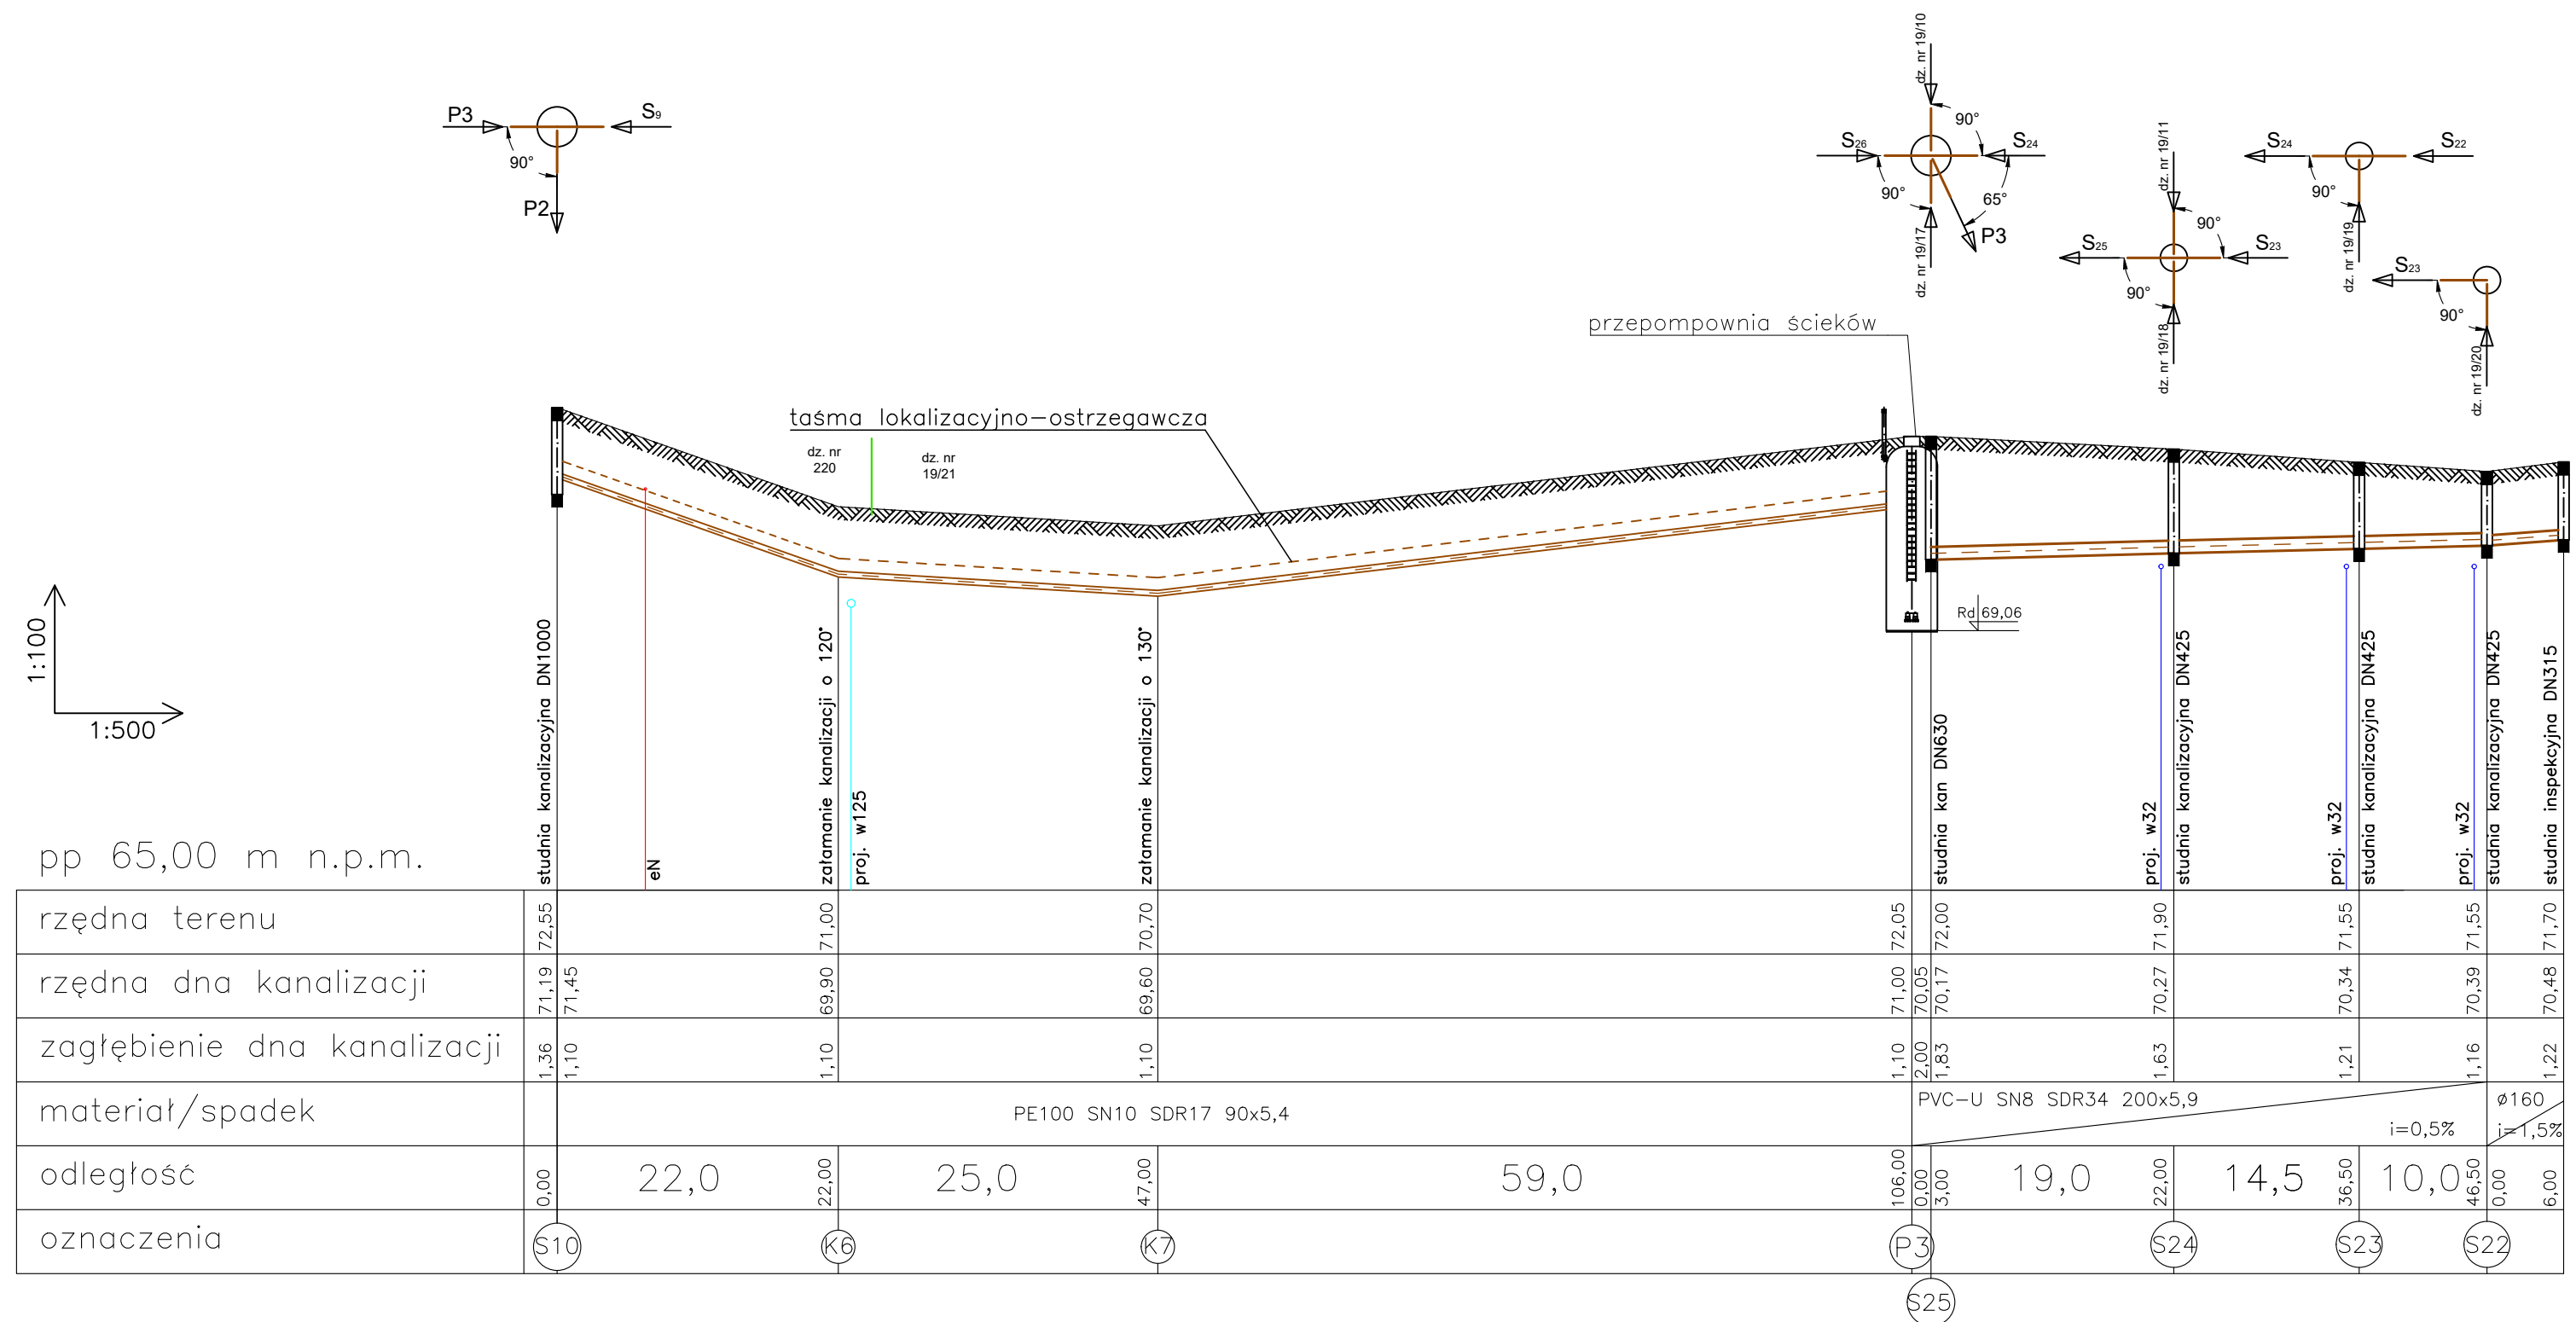 P3
S9
90°
P2
dz. nr 19/10
90°
S26
S24
90°
65°
dz. nr 19/17
P3
dz. nr 19/11
90°
S25
S23
90°
dz. nr 19/18
S24
S22
90°
dz. nr 19/19
S23
90°
dz. nr 19/20
przepompownia ścieków
taśma lokalizacyjno-ostrzegawcza
dz. nr
220
dz. nr
19/21
Rd 69,06
1:100
1:500
studnia kanalizacyjna DN1000
eN
załamanie kanalizacji o 120°
proj. w125
załamanie kanalizacji o 130°
studnia kan DN630
proj. w32
studnia kanalizacyjna DN425
proj. w32
studnia kanalizacyjna DN425
proj. w32
studnia kanalizacyjna DN425
studnia inspekcyjna DN315
pp 65,00 m n.p.m.
rzędna terenu 72,55 71,00 70,70 72,05 72,00 71,90 71,55 71,55 71,70
rzędna dna kanalizacji 71,19 71,45 69,90 69,60 71,00 70,05 70,17 70,27 70,34 70,39 70,48
zagłębienie dna kanalizacji 1,36 1,10 1,10 1,10 1,10 2,00 1,83 1,63 1,21 1,16 1,22
materiał/spadek PE100 SN10 SDR17 90x5,4 PVC-U SN8 SDR34 200x5,9 i=0,5% ø160 i=1,5%
odległość 0,00 22,0 22,00 25,0 47,00 59,0 106,00 0,00 3,00 19,0 22,00 14,5 36,50 10,0 46,50 0,00 6,00
oznaczenia S10 K6 K7 P3 S24 S23 S22
S25